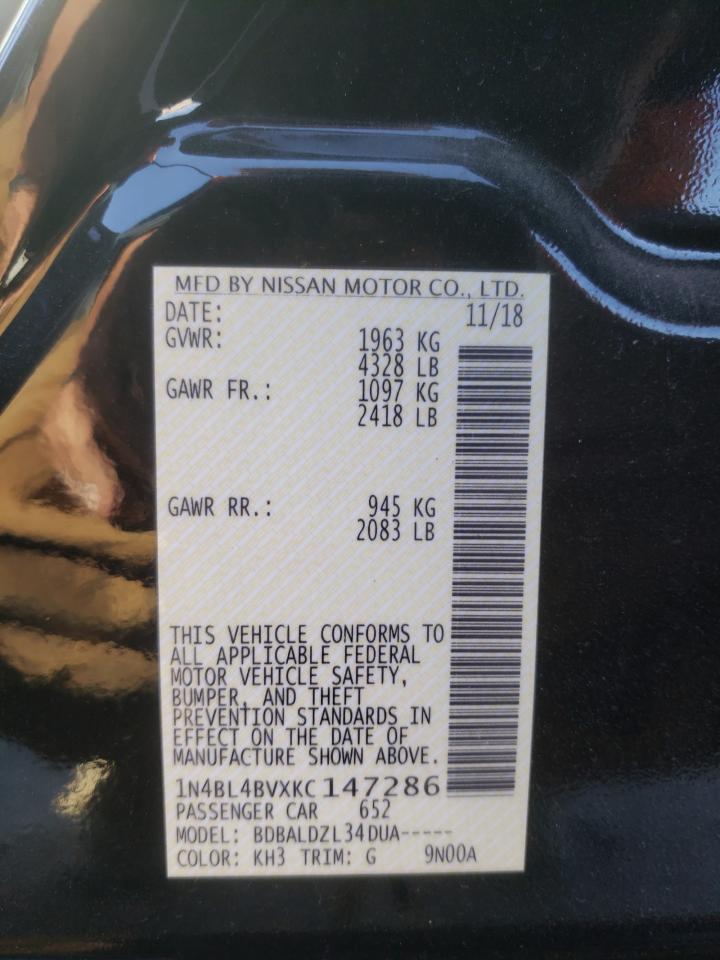 MFD BY NISSAN MOTOR CO., LTD.
DATE: 11/18
GVWR: 1963 KG
4328 LB
GAWR FR.: 1097 KG
2418 LB
GAWR RR.: 945 KG
2083 LB
THIS VEHICLE CONFORMS TO
ALL APPLICABLE FEDERAL
MOTOR VEHICLE SAFETY,
BUMPER, AND THEFT
PREVENTION STANDARDS IN
EFFECT ON THE DATE OF
MANUFACTURE SHOWN ABOVE.
1N4BL4BVXKC147286
PASSENGER CAR 652
MODEL: BDBALDZL34DUA-----
COLOR: KH3 TRIM: G 9N00A